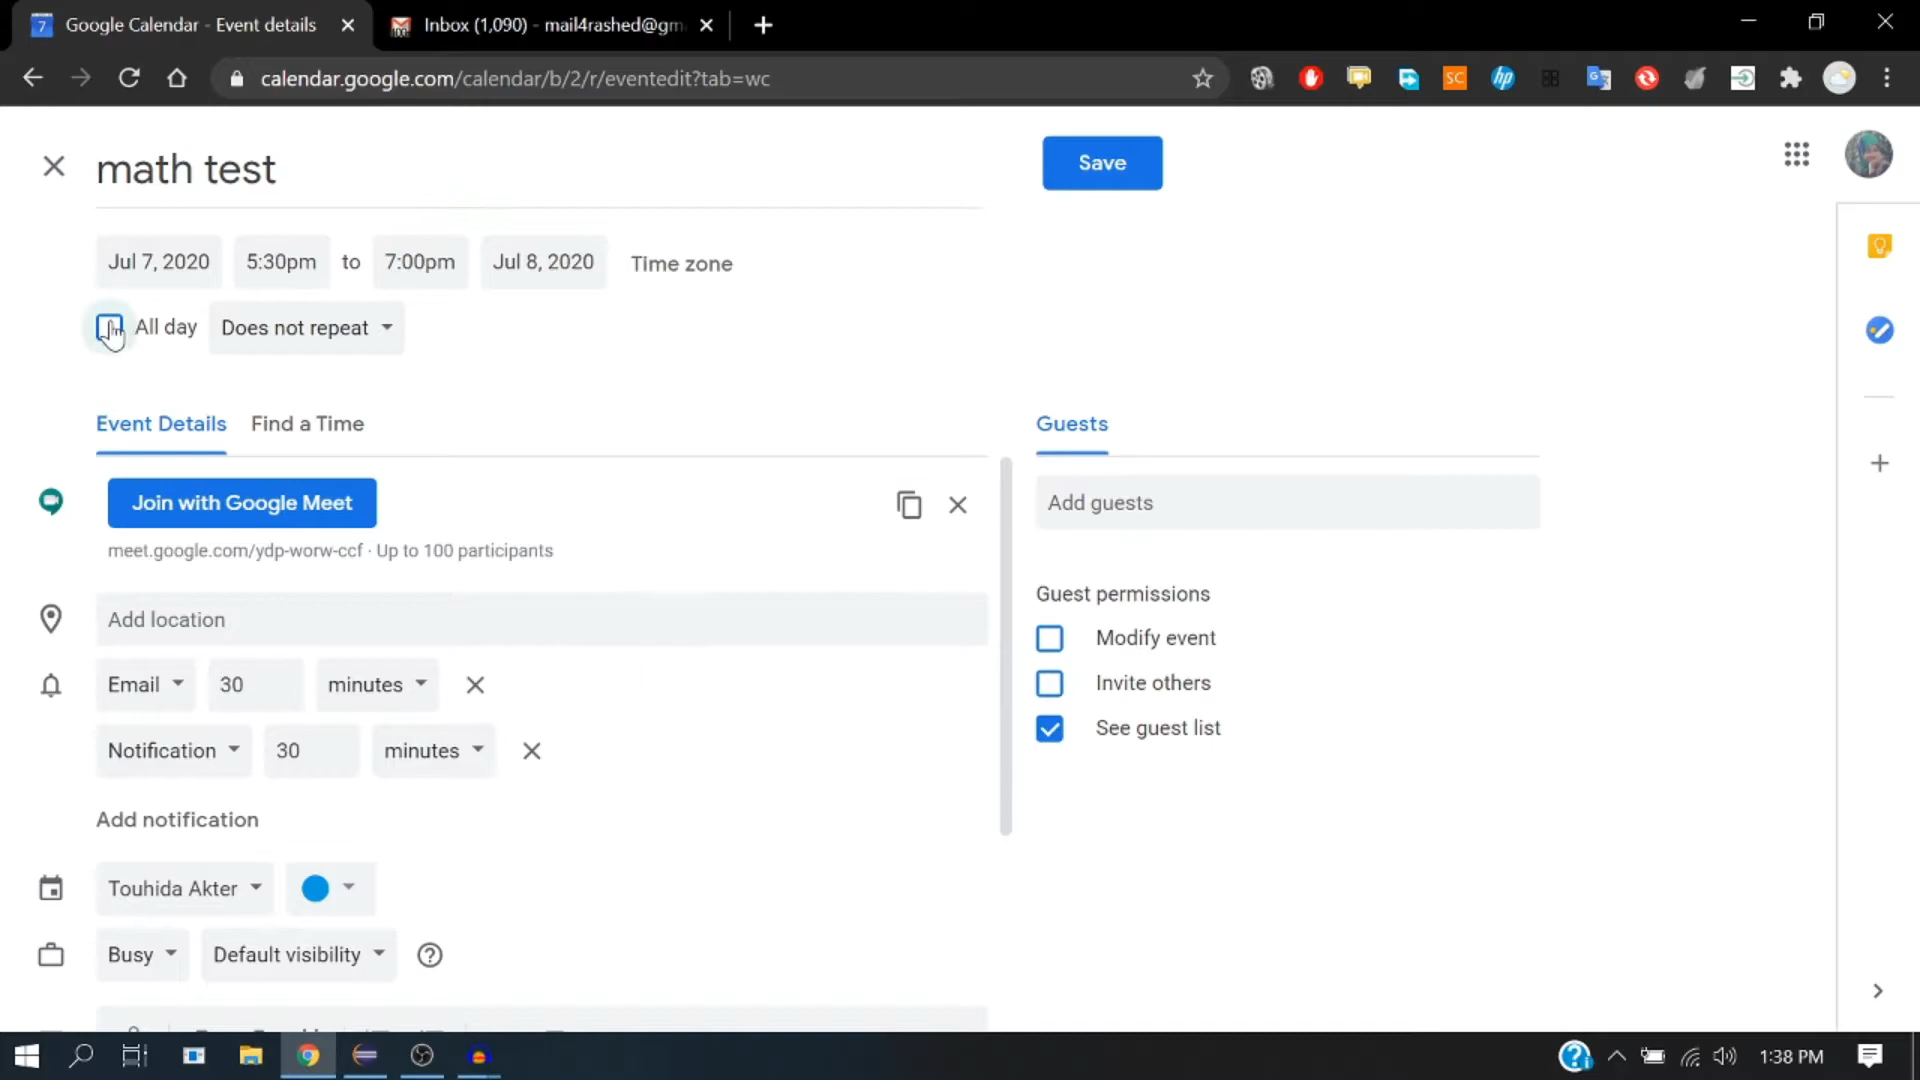 Google Calendar - Event details
Inbox (1,090) - mail4rashed@gm
calendar.google.com/calendar/b/2/r/eventedit?tab=wc
math test
Save
Jul 7, 2020 5:30pm to 7:00pm Jul 8, 2020 Time zone
All day Does not repeat
Event Details Find a Time
Guests
Join with Google Meet
Add guests
meet.google.com/ydp-worw-ccf · Up to 100 participants
Guest permissions
Add location
Modify event
Email 30 minutes
Invite others
See guest list
Notification 30 minutes
Add notification
Touhida Akter
Busy Default visibility
1:38 PM